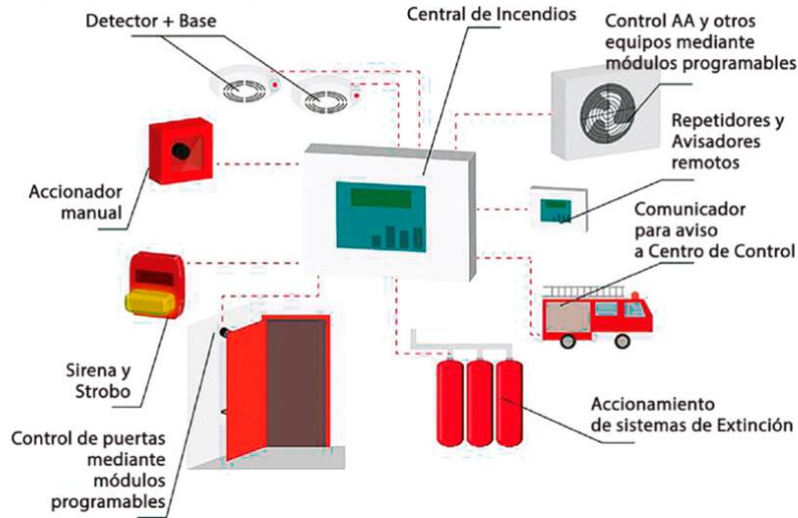 Detector + Base
Central de Incendios
Control AA y otros
equipos mediante
módulos programables
Repetidores y
Avisadores
remotos
Accionador
manual
Comunicador
para aviso
a Centro de Control
Sirena y
Strobo
Accionamiento
de sistemas de Extinción
Control de puertas
mediante
módulos
programables